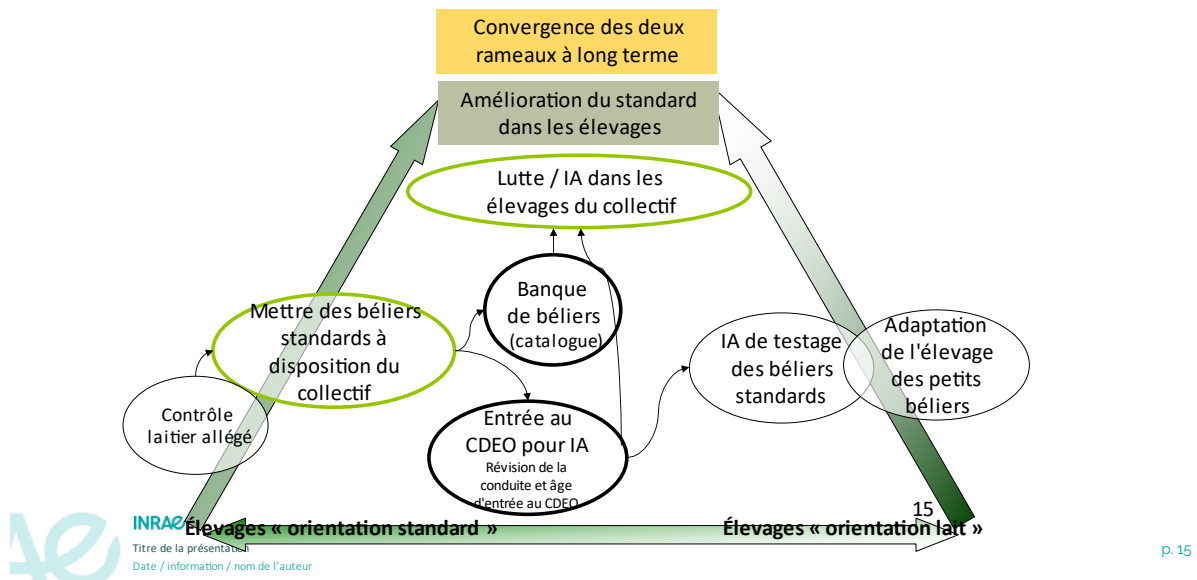 Convergence des deux
rameaux à long terme
Amélioration du standard
dans les élevages
Lutte / IA dans les
élevages du collectif
Banque
de béliers
(catalogue)
Mettre des béliers
standards à
disposition du
collectif
IA de testage
des béliers
standards
Adaptation
de l'élevage
des petits
béliers
Contrôle
laitier allégé
Entrée au
CDEO pour IA
Révision de la
conduite et âge
d'entrée au CDEO
15
INRAE
Élevages « orientation standard »
Élevages « orientation lait »
Titre de la présentation
Date / information / nom de l'auteur
p. 15